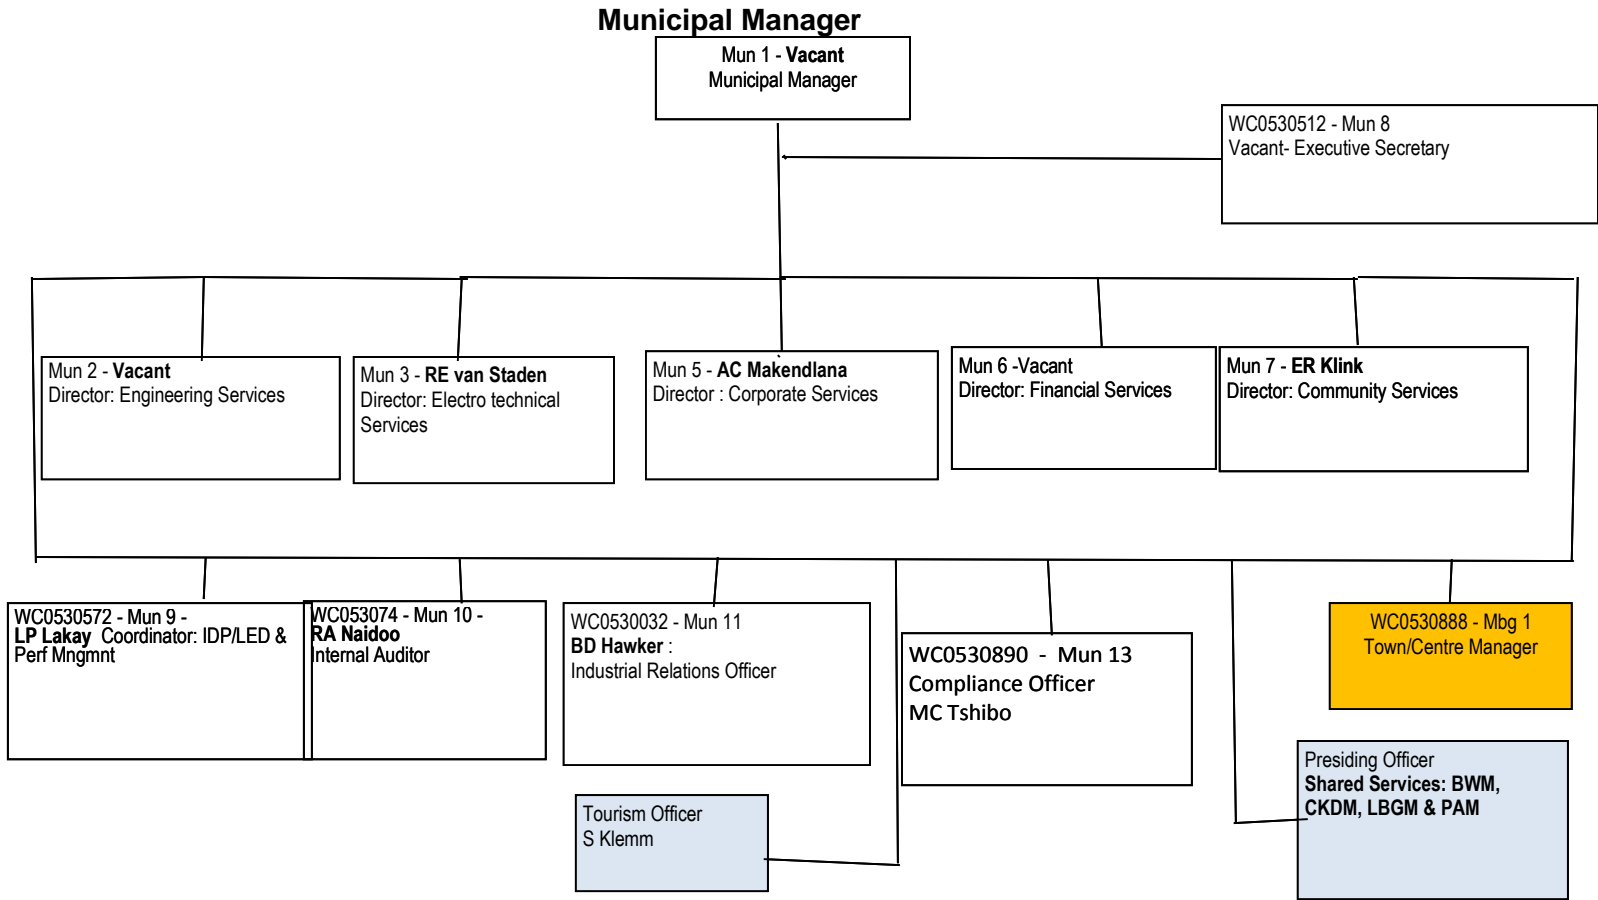 Municipal Manager
Mun 1 - Vacant
Municipal Manager
WC0530512 - Mun 8
Vacant- Executive Secretary
Mun 2 - Vacant
Director: Engineering Services
Mun 3 - RE van Staden
Director: Electro technical
Services
Mun 5 - AC Makendlana
Director : Corporate Services
Mun 6 -Vacant
Director: Financial Services
Mun 7 - ER Klink
Director: Community Services
WC0530572 - Mun 9 -
LP Lakay Coordinator: IDP/LED &
Perf Mngmnt
WC053074 - Mun 10 -
RA Naidoo
Internal Auditor
WC0530032 - Mun 11
BD Hawker :
Industrial Relations Officer
WC0530890 - Mun 13
Compliance Officer
MC Tshibo
WC0530888 - Mbg 1
Town/Centre Manager
Tourism Officer
S Klemm
Presiding Officer
Shared Services: BWM,
CKDM, LBGM & PAM